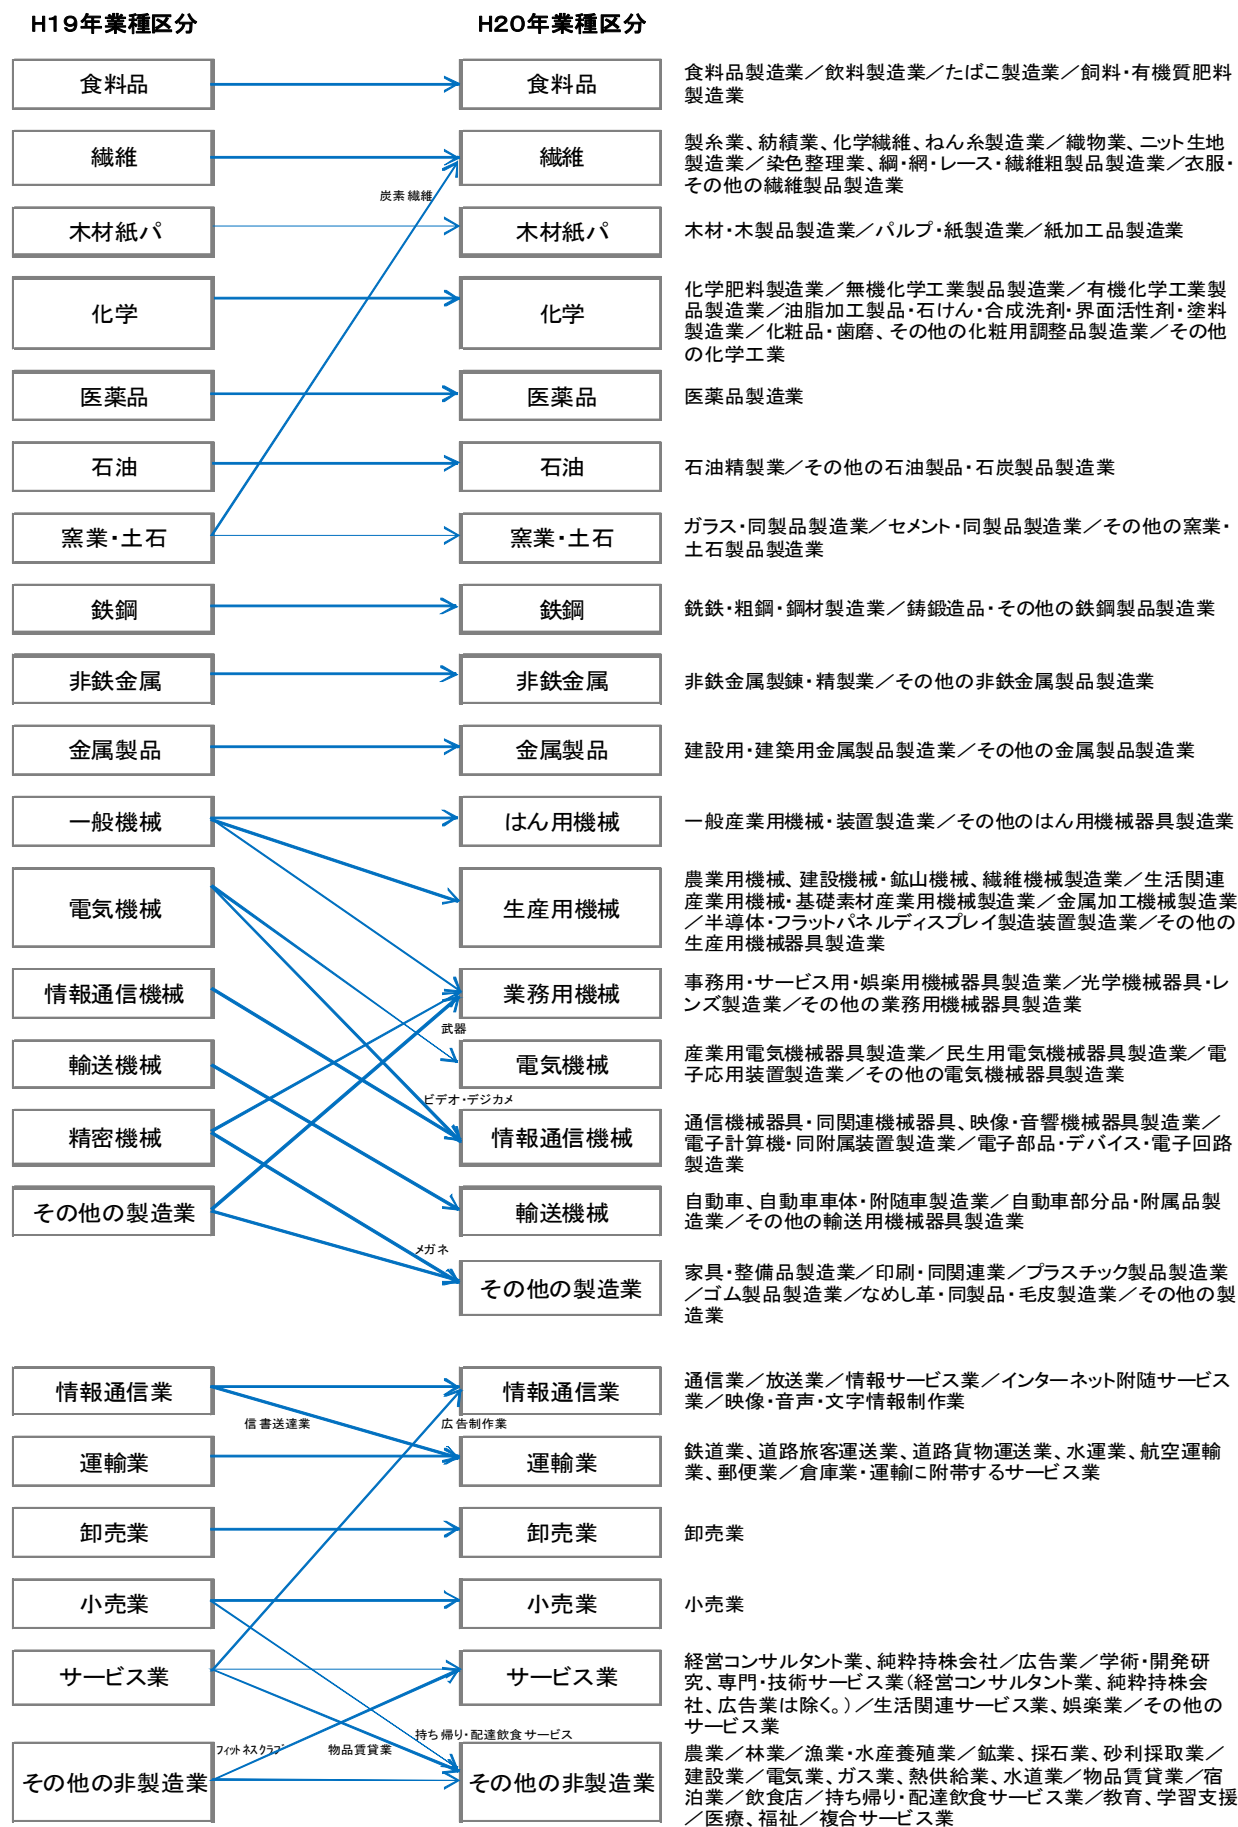 H19年業種区分
H20年業種区分
食料品
食料品
食料品製造業／飲料製造業／たばこ製造業／飼料・有機質肥料
製造業
繊維
繊維
製糸業、紡績業、化学繊維、ねん糸製造業／織物業、ニット生地
製造業／染色整理業、綱・網・レース・繊維粗製品製造業／衣服・
その他の繊維製品製造業
炭素繊維
木材紙パ
木材紙パ
木材・木製品製造業／パルプ・紙製造業／紙加工品製造業
化学
化学
化学肥料製造業／無機化学工業製品製造業／有機化学工業製
品製造業／油脂加工製品・石けん・合成洗剤・界面活性剤・塗料
製造業／化粧品・歯磨、その他の化粧用調整品製造業／その他
の化学工業
医薬品
医薬品
医薬品製造業
石油
石油
石油精製業／その他の石油製品・石炭製品製造業
窯業・土石
窯業・土石
ガラス・同製品製造業／セメント・同製品製造業／その他の窯業・
土石製品製造業
鉄鋼
鉄鋼
銑鉄・粗鋼・鋼材製造業／鋳鍛造品・その他の鉄鋼製品製造業
非鉄金属
非鉄金属
非鉄金属製錬・精製業／その他の非鉄金属製品製造業
金属製品
金属製品
建設用・建築用金属製品製造業／その他の金属製品製造業
一般機械
はん用機械
一般産業用機械・装置製造業／その他のはん用機械器具製造業
電気機械
生産用機械
農業用機械、建設機械・鉱山機械、繊維機械製造業／生活関連
産業用機械・基礎素材産業用機械製造業／金属加工機械製造業
／半導体・フラットパネルディスプレイ製造装置製造業／その他の
生産用機械器具製造業
情報通信機械
業務用機械
事務用・サービス用・娯楽用機械器具製造業／光学機械器具・レ
ンズ製造業／その他の業務用機械器具製造業
武器
輸送機械
電気機械
産業用電気機械器具製造業／民生用電気機械器具製造業／電
子応用装置製造業／その他の電気機械器具製造業
ビデオ・デジカメ
精密機械
情報通信機械
通信機械器具・同関連機械器具、映像・音響機械器具製造業／
電子計算機・同附属装置製造業／電子部品・デバイス・電子回路
製造業
その他の製造業
輸送機械
自動車、自動車車体・附随車製造業／自動車部分品・附属品製
造業／その他の輸送用機械器具製造業
メガネ
その他の製造業
家具・整備品製造業／印刷・同関連業／プラスチック製品製造業
／ゴム製品製造業／なめし革・同製品・毛皮製造業／その他の製
造業
情報通信業
情報通信業
通信業／放送業／情報サービス業／インターネット附随サービス
業／映像・音声・文字情報制作業
信書送達業
広告制作業
運輸業
運輸業
鉄道業、道路旅客運送業、道路貨物運送業、水運業、航空運輸
業、郵便業／倉庫業・運輸に附帯するサービス業
卸売業
卸売業
卸売業
小売業
小売業
小売業
サービス業
サービス業
経営コンサルタント業、純粋持株会社／広告業／学術・開発研
究、専門・技術サービス業（経営コンサルタント業、純粋持株会
社、広告業は除く。）／生活関連サービス業、娯楽業／その他の
サービス業
持ち帰り・配達飲食サービス
フィットネスクラブ
物品賃貸業
その他の非製造業
その他の非製造業
農業／林業／漁業・水産養殖業／鉱業、採石業、砂利採取業／
建設業／電気業、ガス業、熱供給業、水道業／物品賃貸業／宿
泊業／飲食店／持ち帰り・配達飲食サービス業／教育、学習支援
／医療、福祉／複合サービス業